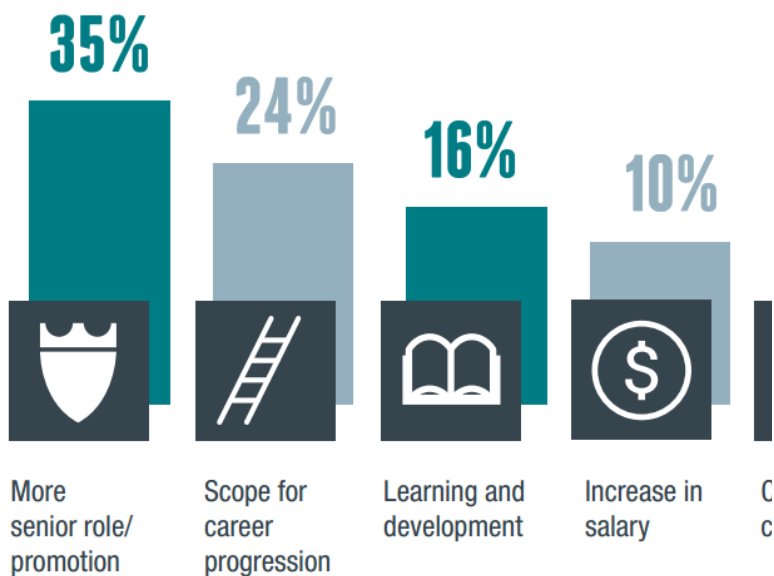 35%
24%
16%
10%
More
senior role/
promotion
Scope for
career
progression
Learning and
development
Increase in
salary
$